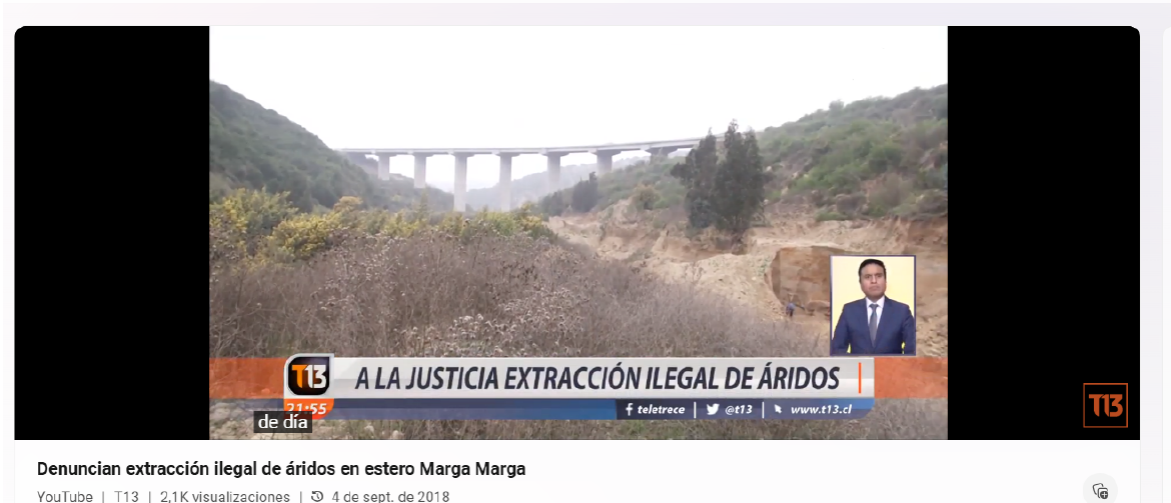 T13
A LA JUSTICIA EXTRACCIÓN ILEGAL DE ÁRIDOS
21:55
teletrece | @t13 | www.t13.cl
de día
T13
Denuncian extracción ilegal de áridos en estero Marga Marga
YouTube | T13 | 2,1K visualizaciones | 4 de sept. de 2018